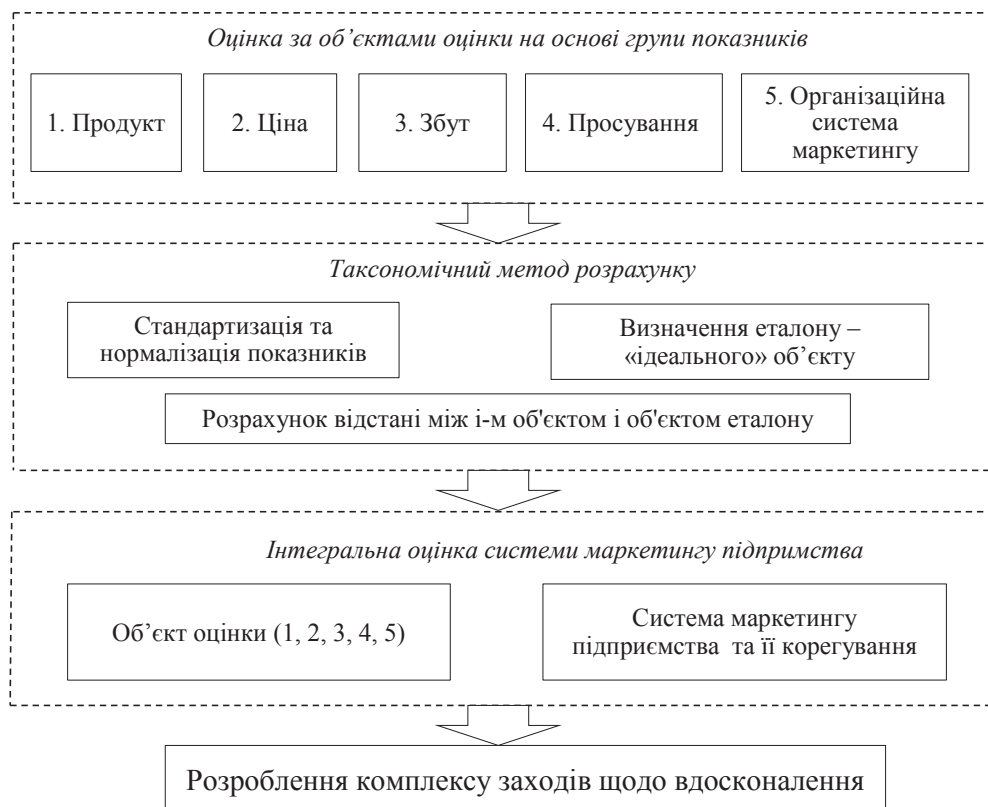 Оцінка за об’єктами оцінки на основі групи показників
1. Продукт
2. Ціна
3. Збут
4. Просування
5. Організаційна
система
маркетингу
Таксономічний метод розрахунку
Стандартизація та
нормалізація показників
Визначення еталону –
«ідеального» об’єкту
Розрахунок відстані між і-м об'єктом і об'єктом еталону
Інтегральна оцінка системи маркетингу підпримства
Об’єкт оцінки (1, 2, 3, 4, 5)
Система маркетингу
підприємства та її корегування
Розроблення комплексу заходів щодо вдосконалення